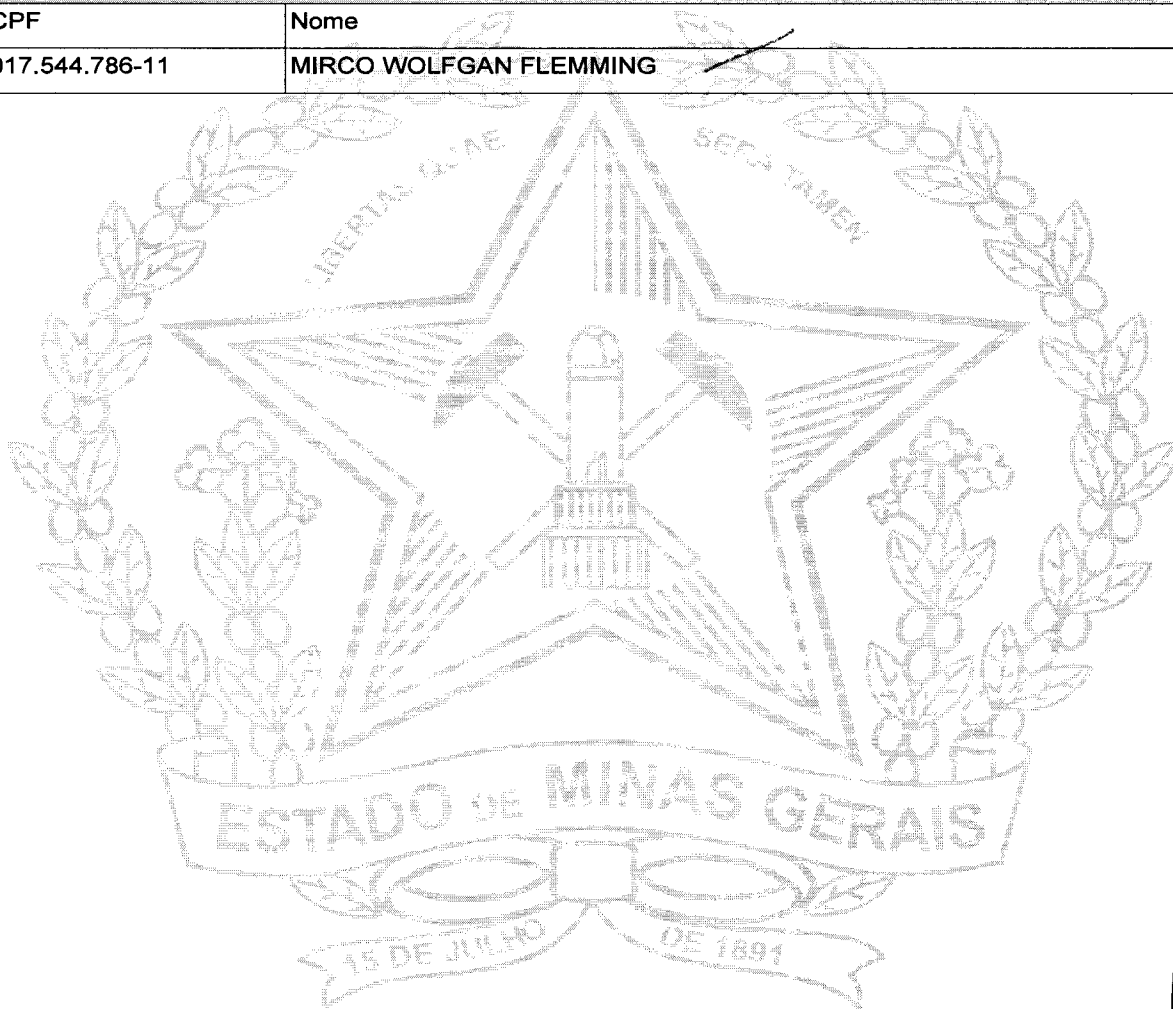 CPF Nome
017.544.786-11 MIRCO WOLFGAN FLEMMING
LIBERTAS QUAE SERA TAMEN
ESTADO DE MINAS GERAIS
15 DE JULHO DE 1891